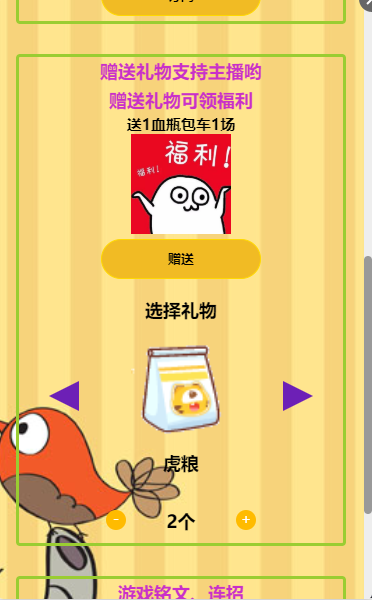 赠送礼物支持主播哟
赠送礼物可领福利
送1血瓶包车1场
福利!
福利!
赠送
选择礼物
虎粮
-
2个
+
游戏铭文、连招